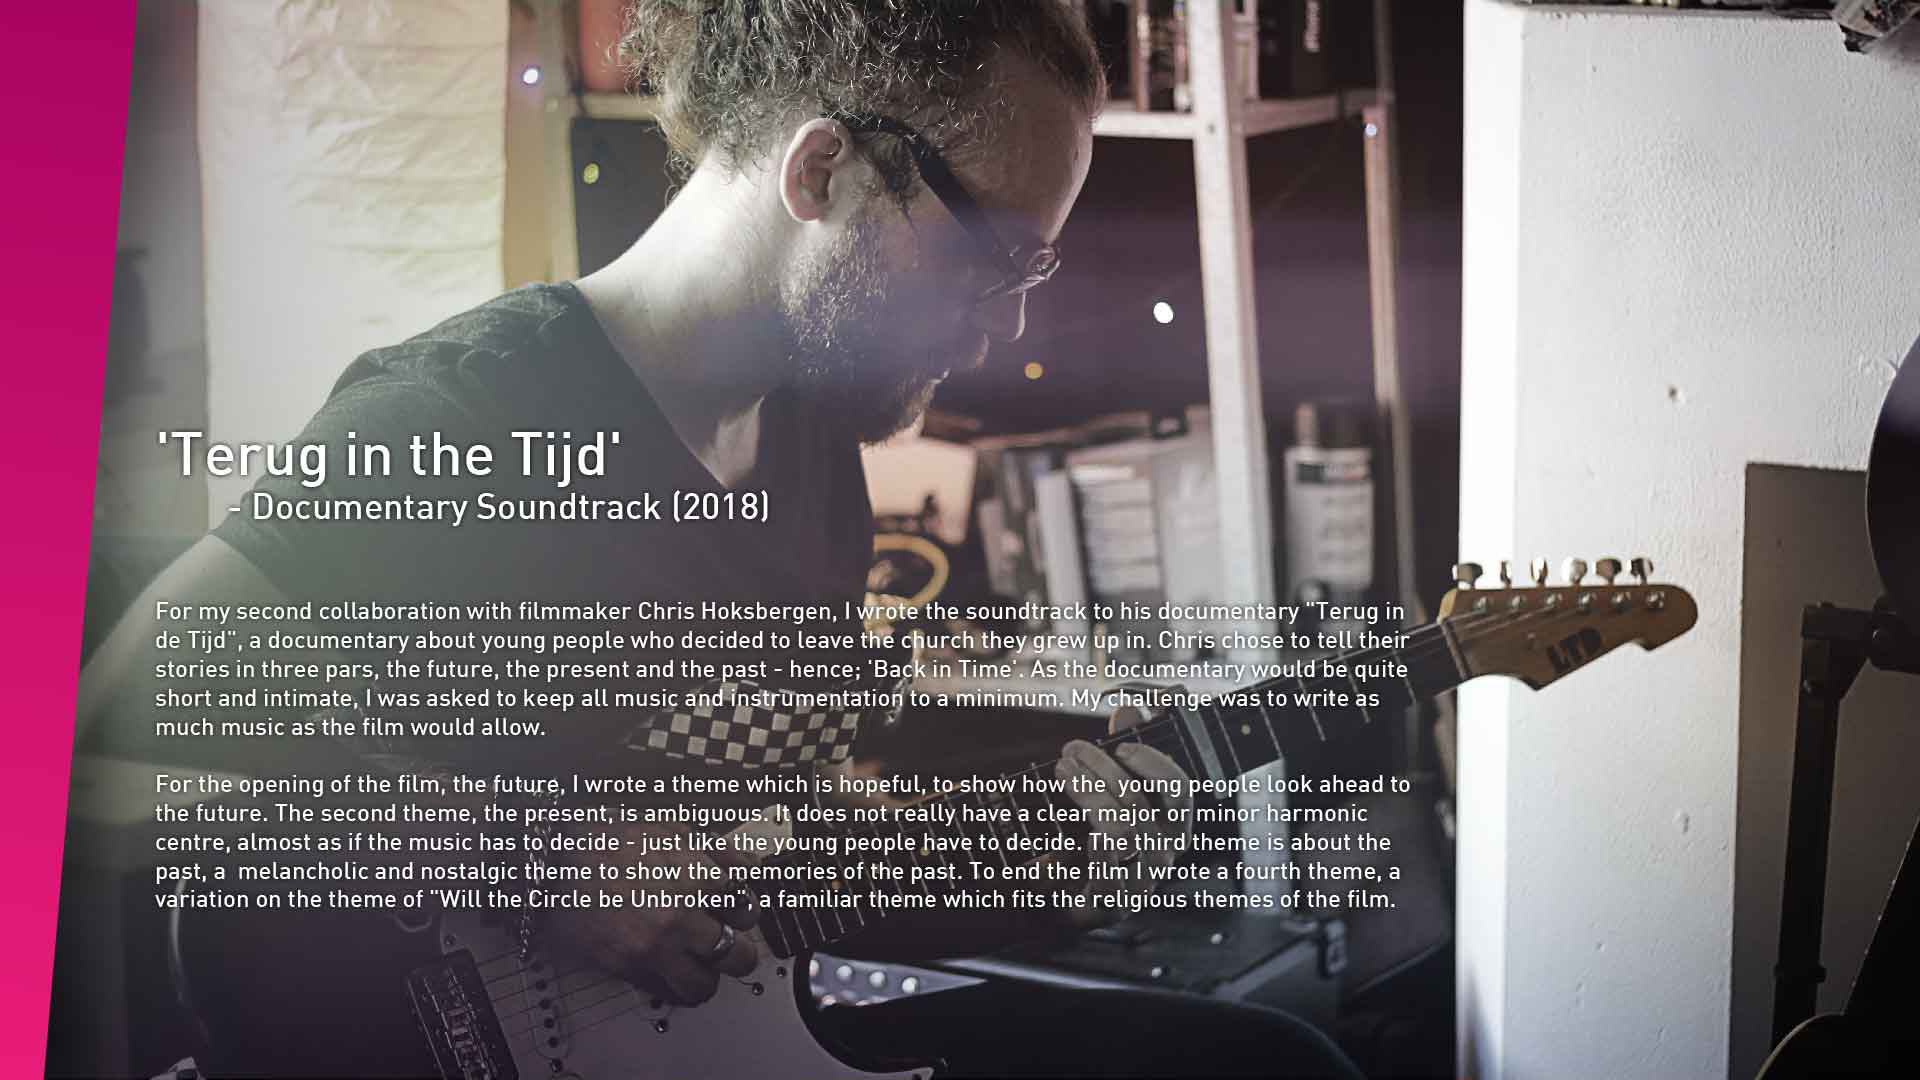 'Terug in the Tijd'
- Documentary Soundtrack (2018)
For my second collaboration with filmmaker Chris Hoksbergen, I wrote the soundtrack to his documentary "Terug in
de Tijd", a documentary about young people who decided to leave the church they grew up in. Chris chose to tell their
stories in three pars, the future, the present and the past - hence; 'Back in Time'. As the documentary would be quite
short and intimate, I was asked to keep all music and instrumentation to a minimum. My challenge was to write as
much music as the film would allow.
For the opening of the film, the future, I wrote a theme which is hopeful, to show how the  young people look ahead to
the future. The second theme, the present, is ambiguous. It does not really have a clear major or minor harmonic
centre, almost as if the music has to decide - just like the young people have to decide. The third theme is about the
past, a  melancholic and nostalgic theme to show the memories of the past. To end the film I wrote a fourth theme, a
variation on the theme of "Will the Circle be Unbroken", a familiar theme which fits the religious themes of the film.
LTD